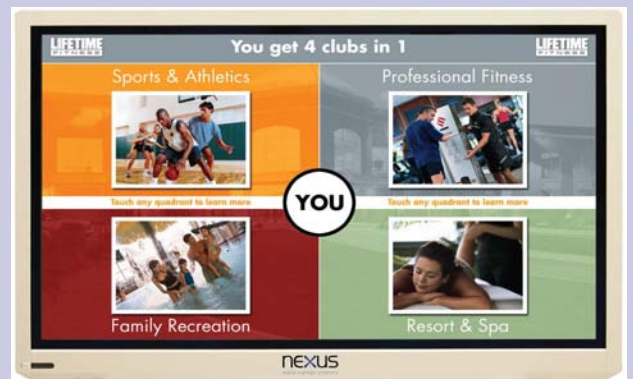 LIFETIME
FITNESS
You get 4 clubs in 1
LIFETIME
FITNESS
Sports & Athletics
Professional Fitness
Touch any quadrant to learn more
YOU
Touch any quadrant to learn more
Family Recreation
Resort & Spa
nexus